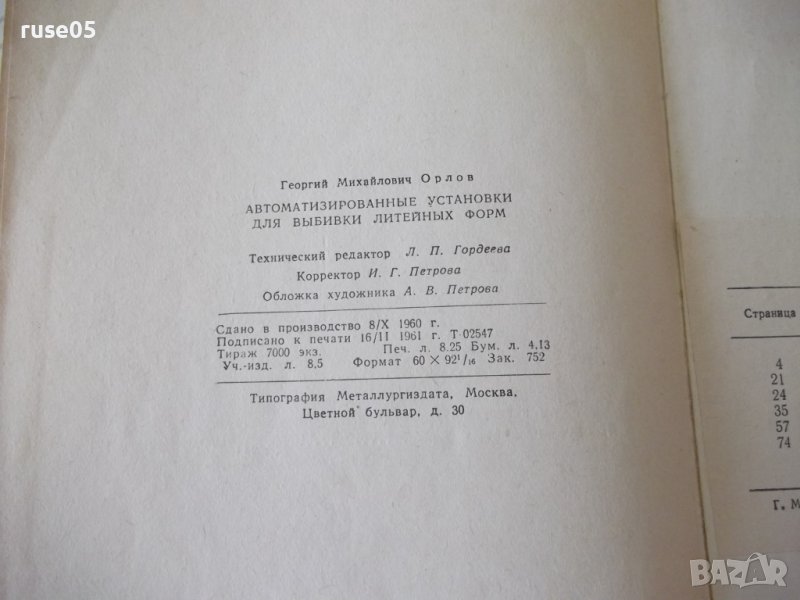 ruse05
Георгий Михайлович Орлов
АВТОМАТИЗИРОВАННЫЕ УСТАНОВКИ
ДЛЯ ВЫБИВКИ ЛИТЕЙНЫХ ФОРМ
Технический редактор Л. П. Гордеева
Корректор И. Г. Петрова
Обложка художника А. В. Петрова
Сдано в производство 8/X 1960 г.
Подписано к печати 16/II 1961 г. Т-02547
Тираж 7000 экз. Печ. л. 8.25 Бум. л. 4,13
Уч.-изд. л. 8,5 Формат 60 × 92¹/₁₆ Зак. 752
Типография Металлургиздата, Москва,
Цветной бульвар, д. 30
Страница
4
21
24
35
57
74
Г. М
BAZAR